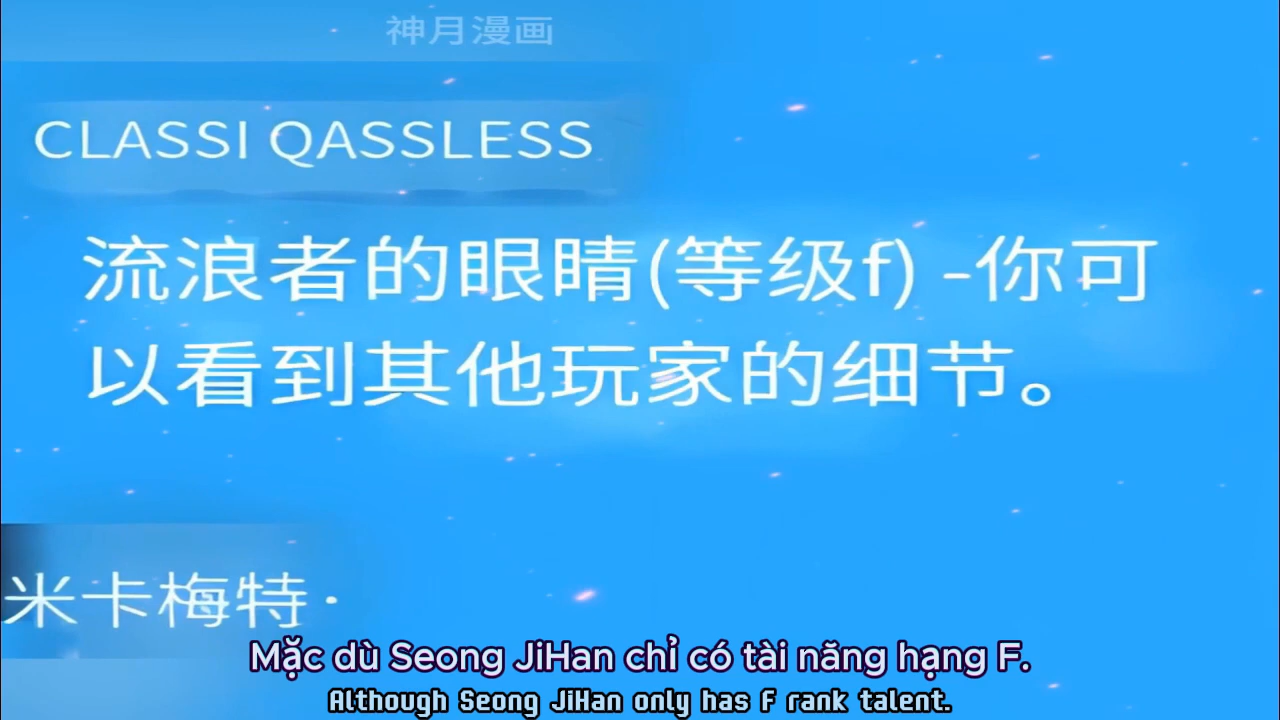 神月漫画
CLASSI QASSLESS
流浪者的眼睛(等级f) -你可
以看到其他玩家的细节。
米卡梅特·
Mặc dù Seong JiHan chỉ có tài năng hạng F.
Although Seong JiHan only has F rank talent.